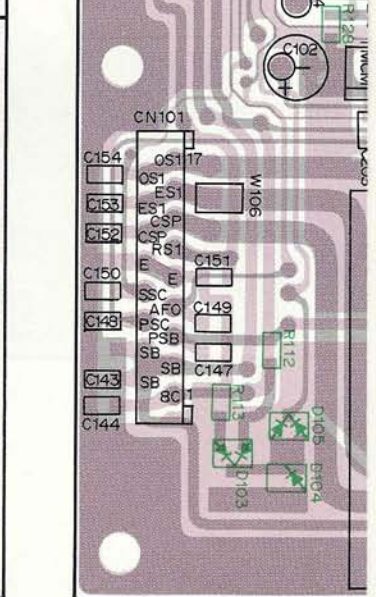 R128
C102
+
CN101
C154
OS1 17
OS1
ES1
C153
ES1
CSP
C152
CSP
RS1
W106
E
C151
E
C150
SSC
AFO
C149
C148
PSC
PSB
SB
C147
R112
SB
C143
SB
8C 1
C144
R113
D105
D103
D104